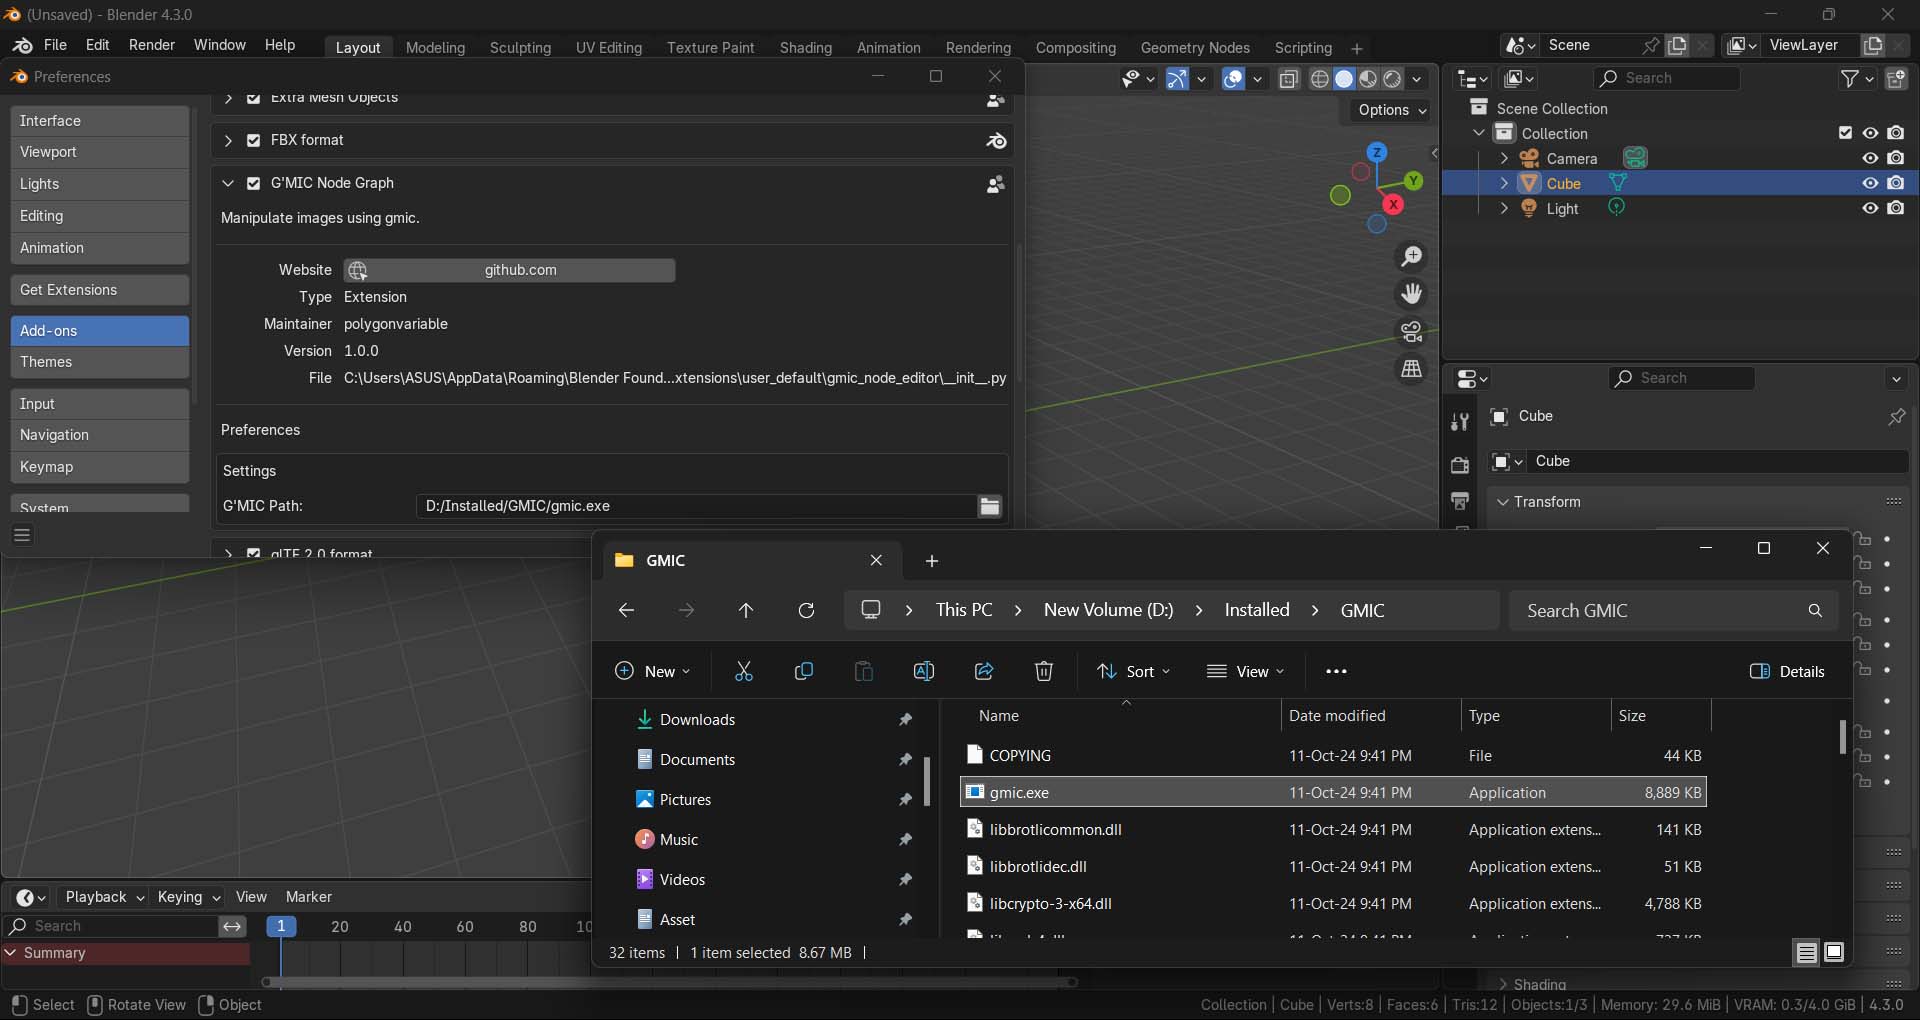 (Unsaved) - Blender 4.3.0
File Edit Render Window Help Layout Modeling Sculpting UV Editing Texture Paint Shading Animation Rendering Compositing Geometry Nodes Scripting + Scene ViewLayer
Preferences
Interface
Viewport
Lights
Editing
Animation
Get Extensions
Add-ons
Themes
Input
Navigation
Keymap
System
Extra Mesh Objects
FBX format
G'MIC Node Graph
Manipulate images using gmic.
Website github.com
Type Extension
Maintainer polygonvariable
Version 1.0.0
File C:\Users\ASUS\AppData\Roaming\Blender Found...xtensions\user_default\gmic_node_editor\__init__.py
Preferences
Settings
G'MIC Path: D:/Installed/GMIC/gmic.exe
glTF 2.0 format
Options
Z
Y
X
Search
Scene Collection
Collection
Camera
Cube
Light
Search
Cube
Cube
Transform
Shading
GMIC
This PC > New Volume (D:) > Installed > GMIC
Search GMIC
New Sort View Details
Downloads
Documents
Pictures
Music
Videos
Asset
Name Date modified Type Size
COPYING 11-Oct-24 9:41 PM File 44 KB
gmic.exe 11-Oct-24 9:41 PM Application 8,889 KB
libbrotlicommon.dll 11-Oct-24 9:41 PM Application extens... 141 KB
libbrotlidec.dll 11-Oct-24 9:41 PM Application extens... 51 KB
libcrypto-3-x64.dll 11-Oct-24 9:41 PM Application extens... 4,788 KB
32 items | 1 item selected 8.67 MB |
Playback Keying View Marker
Search 1 20 40 60 80
Summary
Select Rotate View Object
Collection | Cube | Verts:8 | Faces:6 | Tris:12 | Objects:1/3 | Memory: 29.6 MiB | VRAM: 0.3/4.0 GiB | 4.3.0